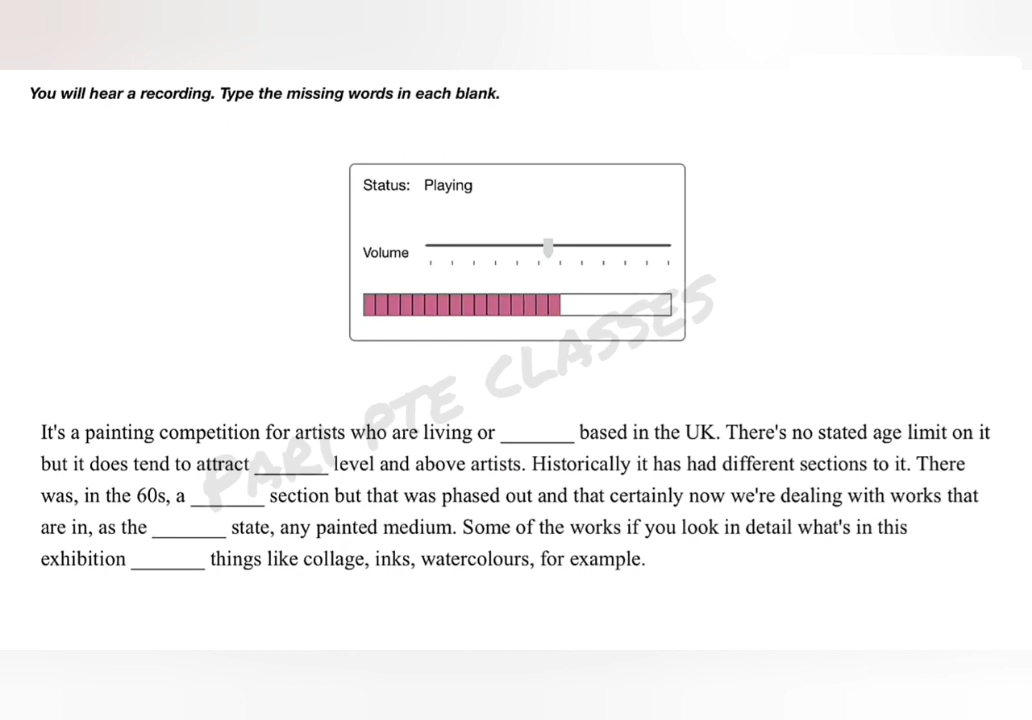 You will hear a recording. Type the missing words in each blank.
Status: Playing
Volume
PARI PTE CLASSES
It's a painting competition for artists who are living or _______ based in the UK. There's no stated age limit on it
but it does tend to attract _______ level and above artists. Historically it has had different sections to it. There
was, in the 60s, a _______ section but that was phased out and that certainly now we're dealing with works that
are in, as the _______ state, any painted medium. Some of the works if you look in detail what's in this
exhibition _______ things like collage, inks, watercolours, for example.